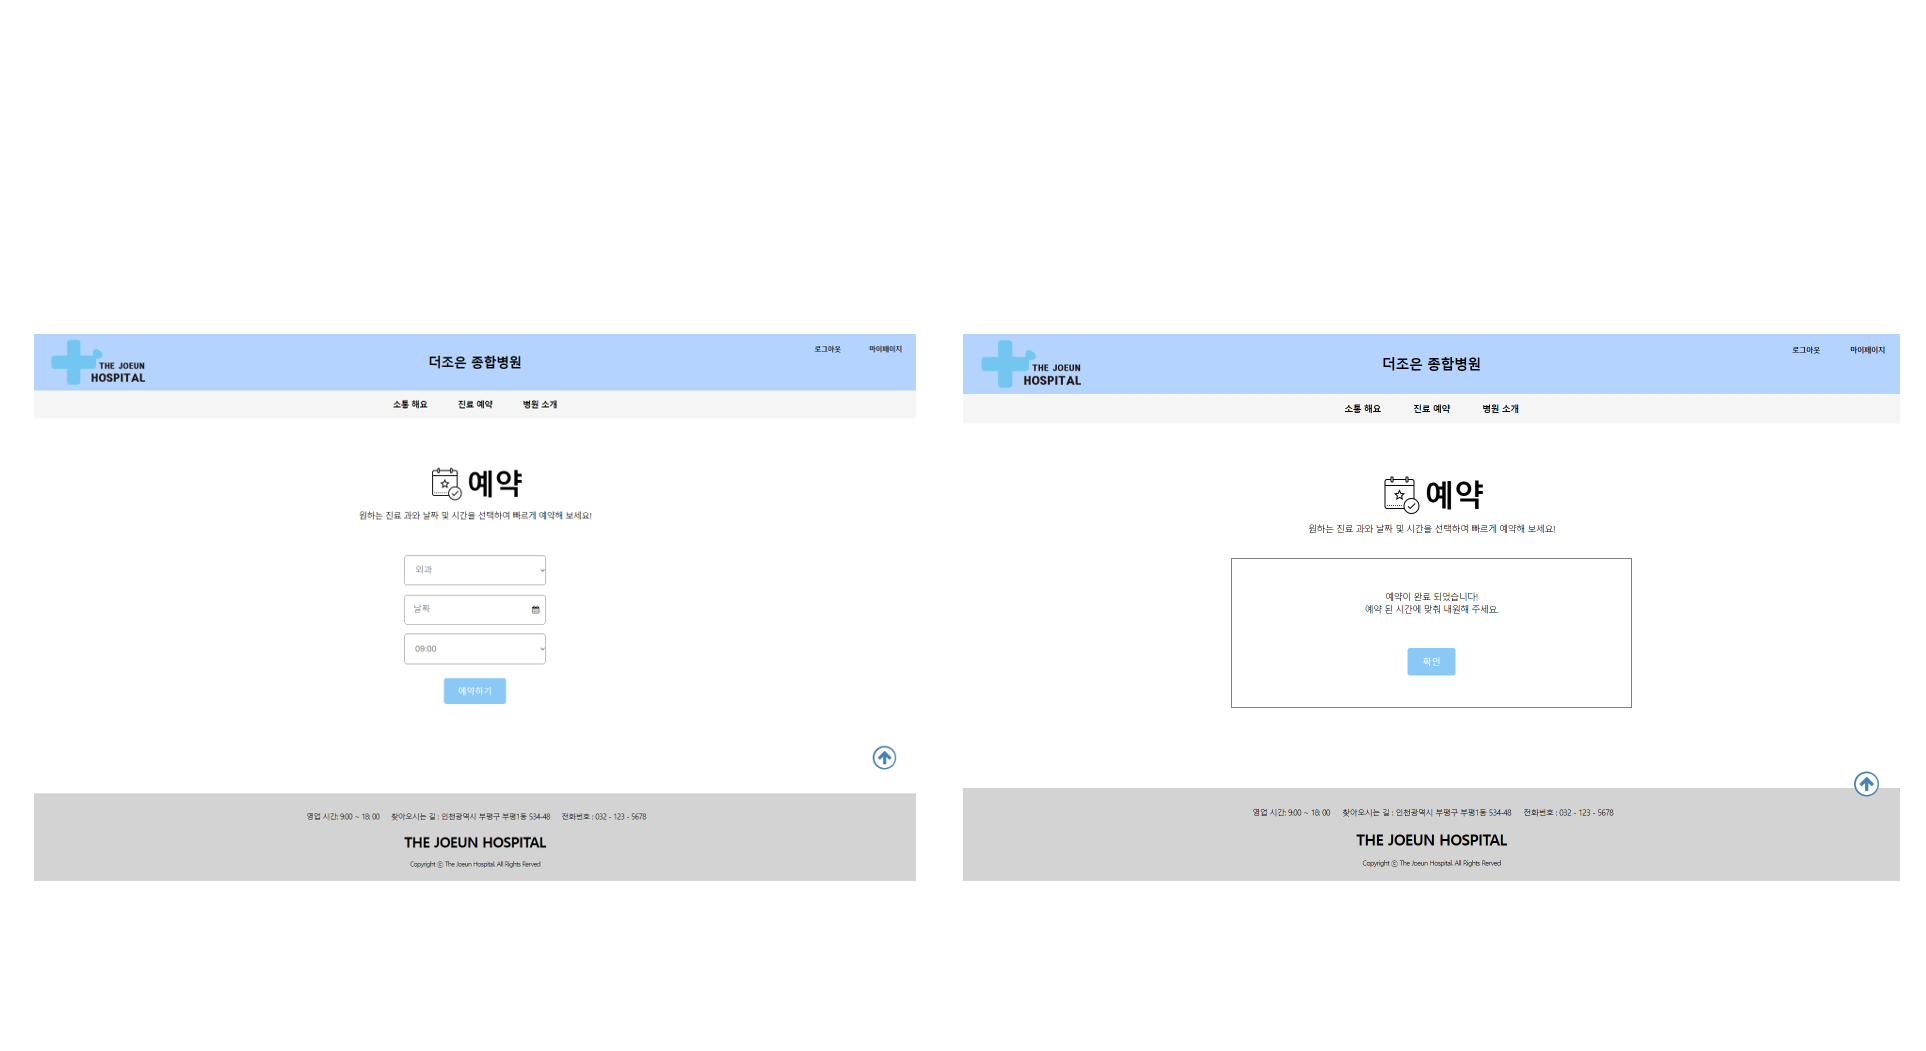 THE JOEUN
HOSPITAL
더조은 종합병원
로그아웃 마이페이지
소통 해요 진료 예약 병원 소개
예약
원하는 진료 과와 날짜 및 시간을 선택하여 빠르게 예약해 보세요!
외과
날짜
09:00
예약하기
영업 시간: 9:00 ~ 18: 00 찾아오시는 길 : 인천광역시 부평구 부평1동 534-48 전화번호 : 032 - 123 - 5678
THE JOEUN HOSPITAL
Copyright ⓒ The Joeun Hospital. All Rights Rerved
THE JOEUN
HOSPITAL
더조은 종합병원
로그아웃 마이페이지
소통 해요 진료 예약 병원 소개
예약
원하는 진료 과와 날짜 및 시간을 선택하여 빠르게 예약해 보세요!
예약이 완료 되었습니다!
예약 된 시간에 맞춰 내원해 주세요.
확인
영업 시간: 9:00 ~ 18: 00 찾아오시는 길 : 인천광역시 부평구 부평1동 534-48 전화번호 : 032 - 123 - 5678
THE JOEUN HOSPITAL
Copyright ⓒ The Joeun Hospital. All Rights Rerved